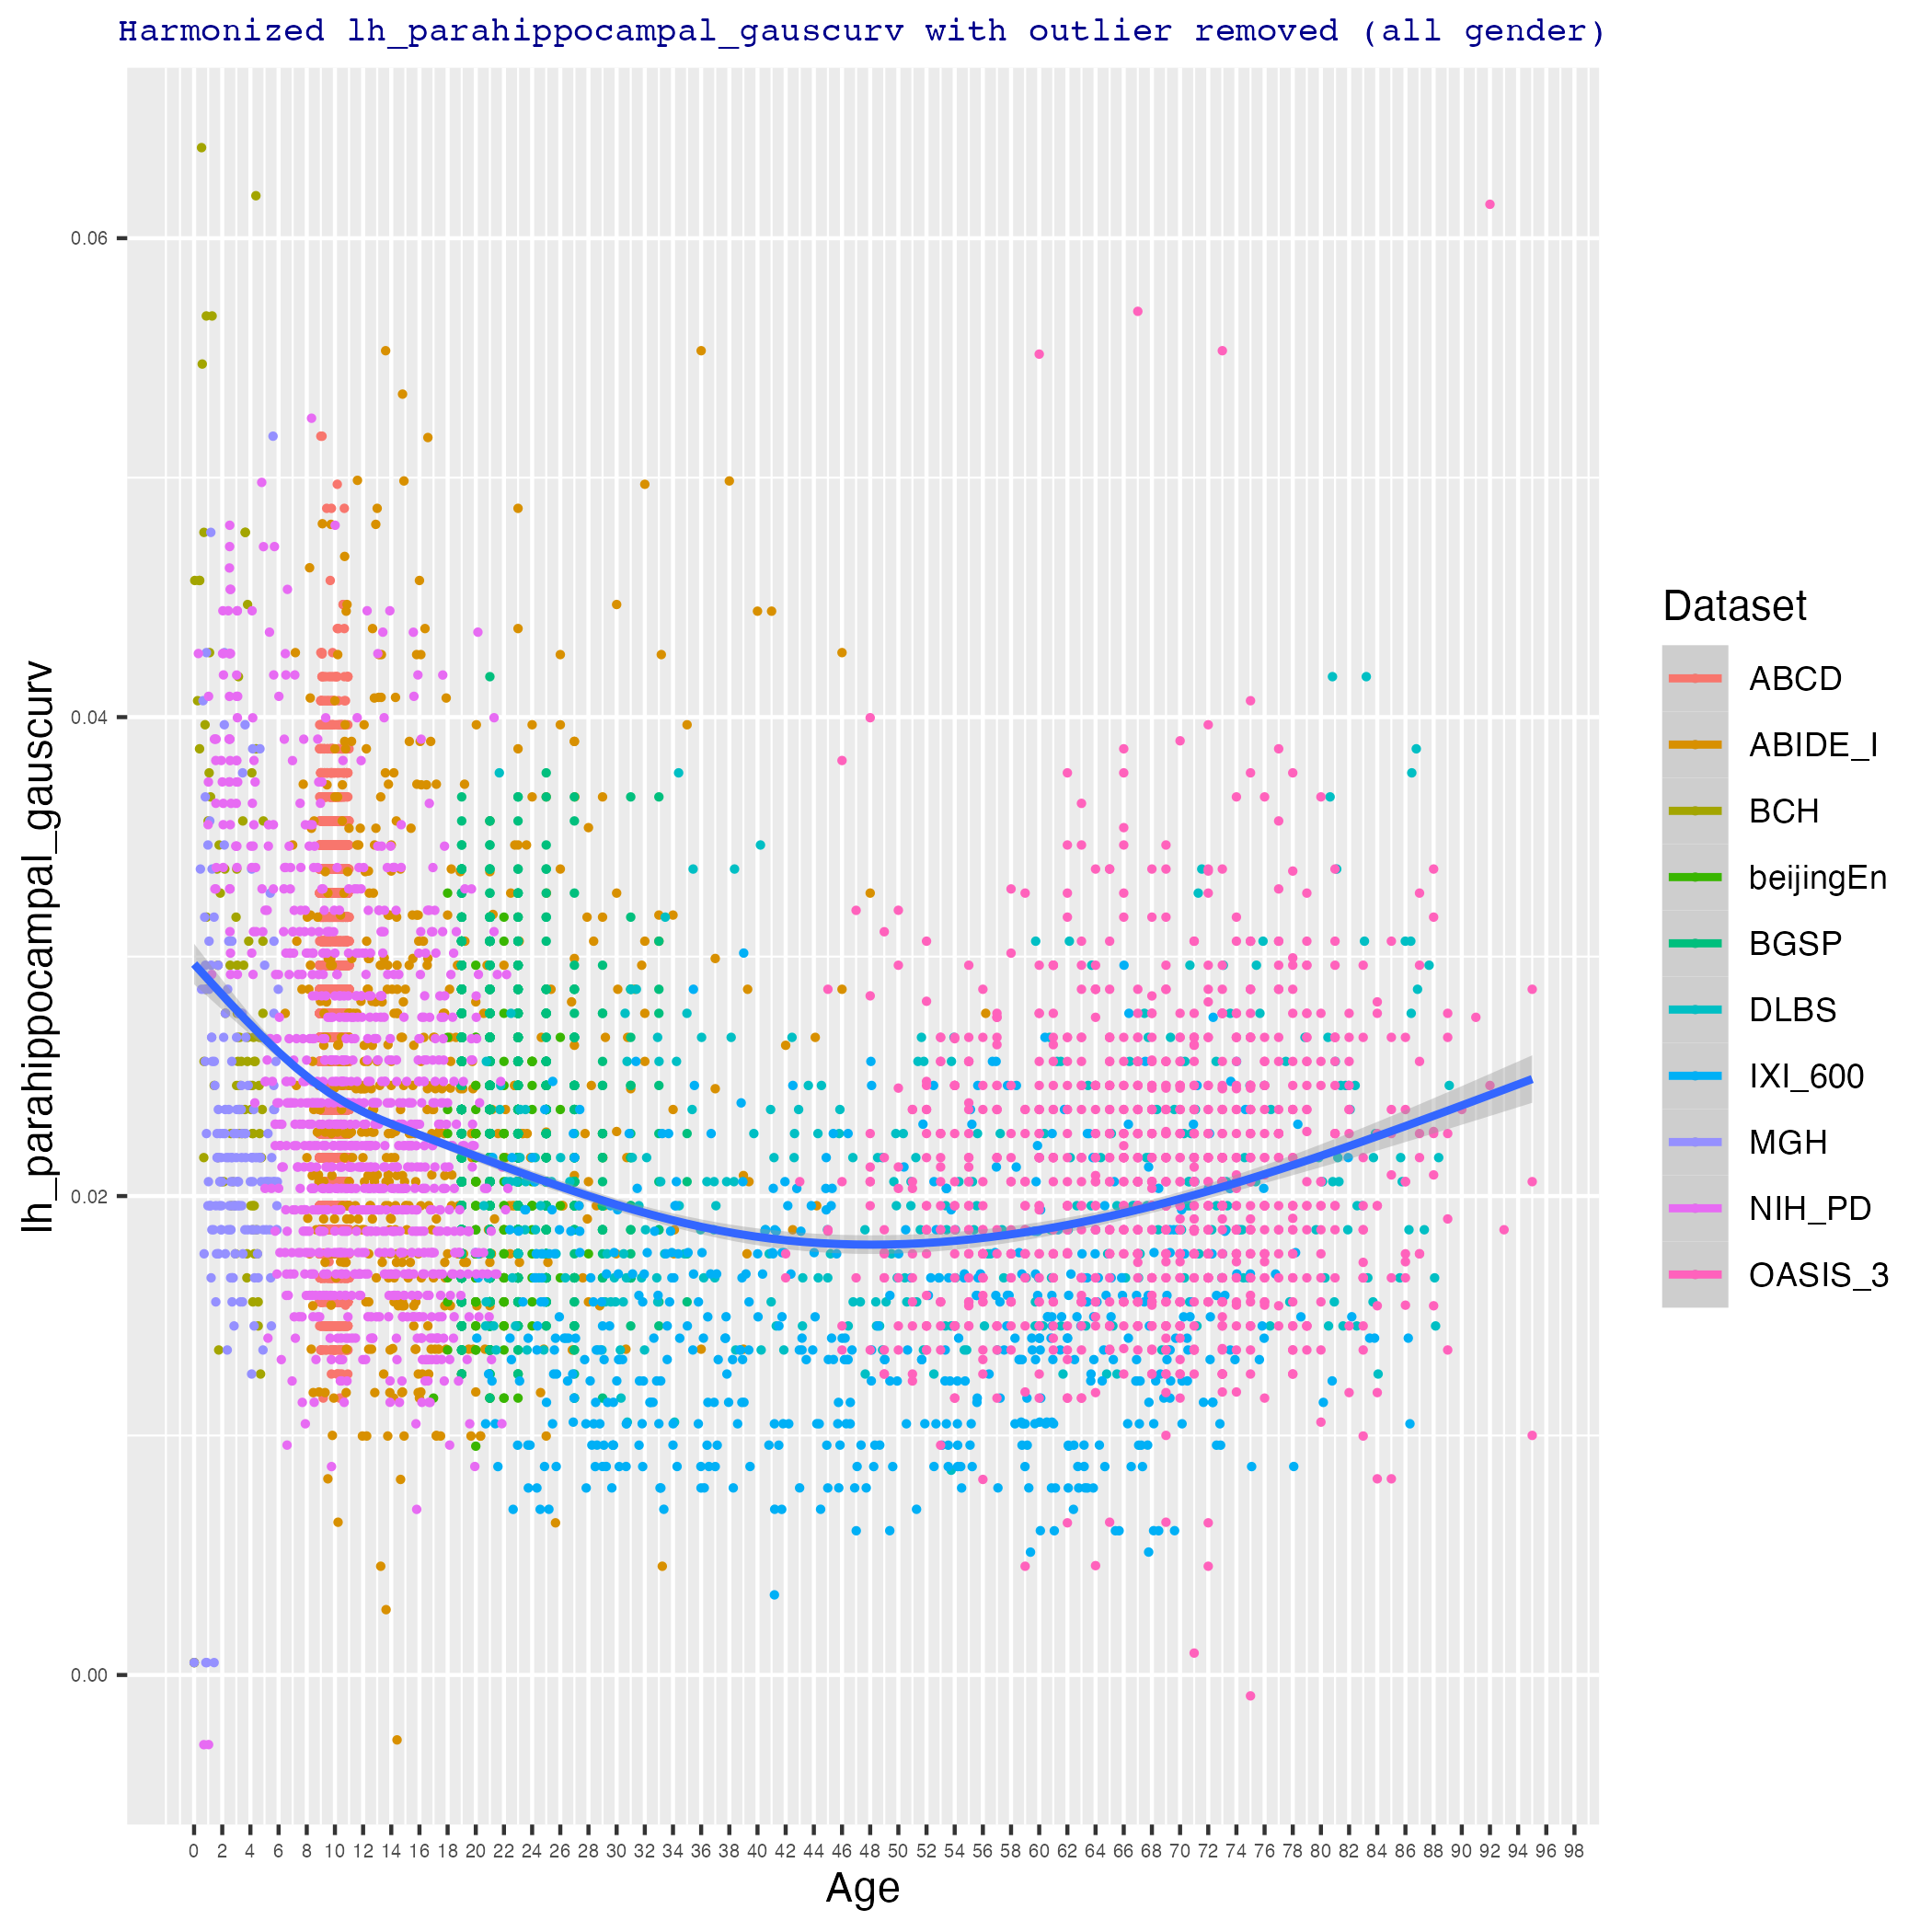 Harmonized lh_parahippocampal_gauscurv with outlier removed (all gender)
lh_parahippocampal_gauscurv
0.06
0.04
0.02
0.00
0 2 4 6 8 10 12 14 16 18 20 22 24 26 28 30 32 34 36 38 40 42 44 46 48 50 52 54 56 58 60 62 64 66 68 70 72 74 76 78 80 82 84 86 88 90 92 94 96 98
Age
Dataset
ABCD
ABIDE_I
BCH
beijingEn
BGSP
DLBS
IXI_600
MGH
NIH_PD
OASIS_3